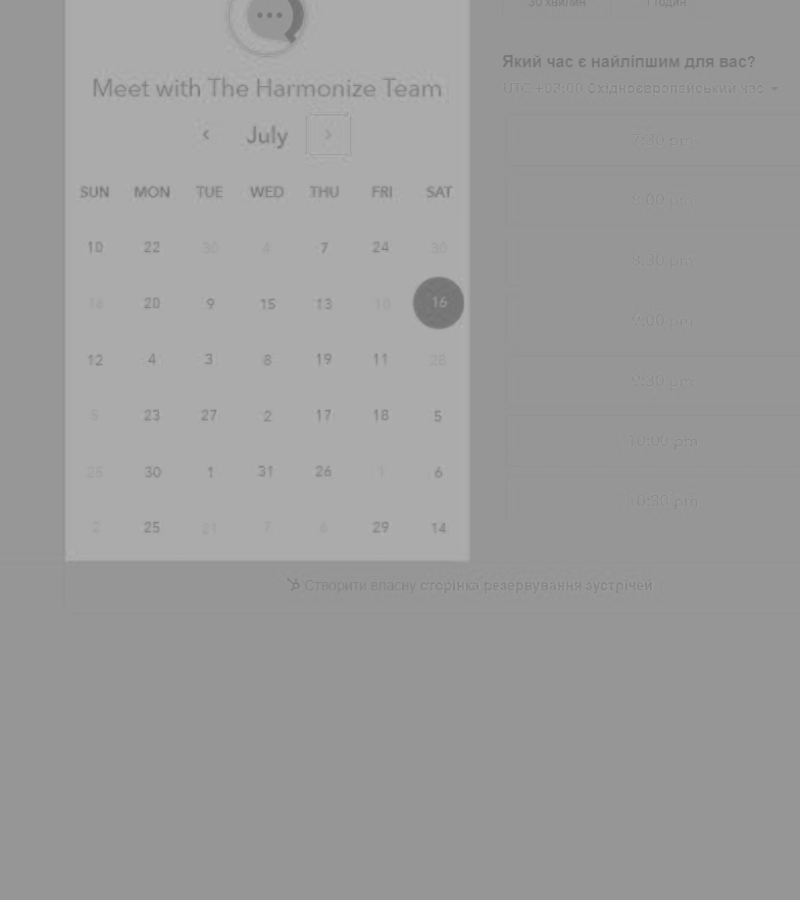 30 хвилин 1 годин
Meet with The Harmonize Team
July
SUN MON TUE WED THU FRI SAT
10 22 30 4 7 24 30
16 20 9 15 13 10 16
12 4 3 8 19 11 28
5 23 27 2 17 18 5
28 30 1 31 26 1 6
2 25 21 7 6 29 14
Який час є найліпшим для вас?
UTC +03:00 Східноєвропейський час
7:30 pm
8:00 pm
8:30 pm
9:00 pm
9:30 pm
10:00 pm
10:30 pm
Створити власну сторінка резервування зустрічей